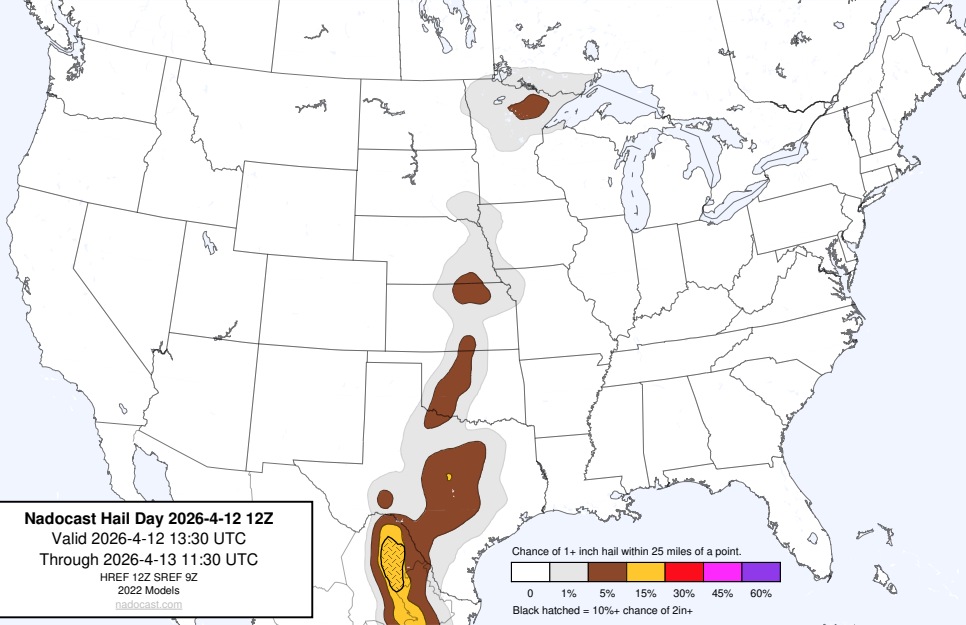 Nadocast Hail Day 2026-4-12 12Z
Valid 2026-4-12 13:30 UTC
Through 2026-4-13 11:30 UTC
HREF 12Z SREF 9Z
2022 Models
nadocast.com
Chance of 1+ inch hail within 25 miles of a point.
0 1% 5% 15% 30% 45% 60%
Black hatched = 10%+ chance of 2in+